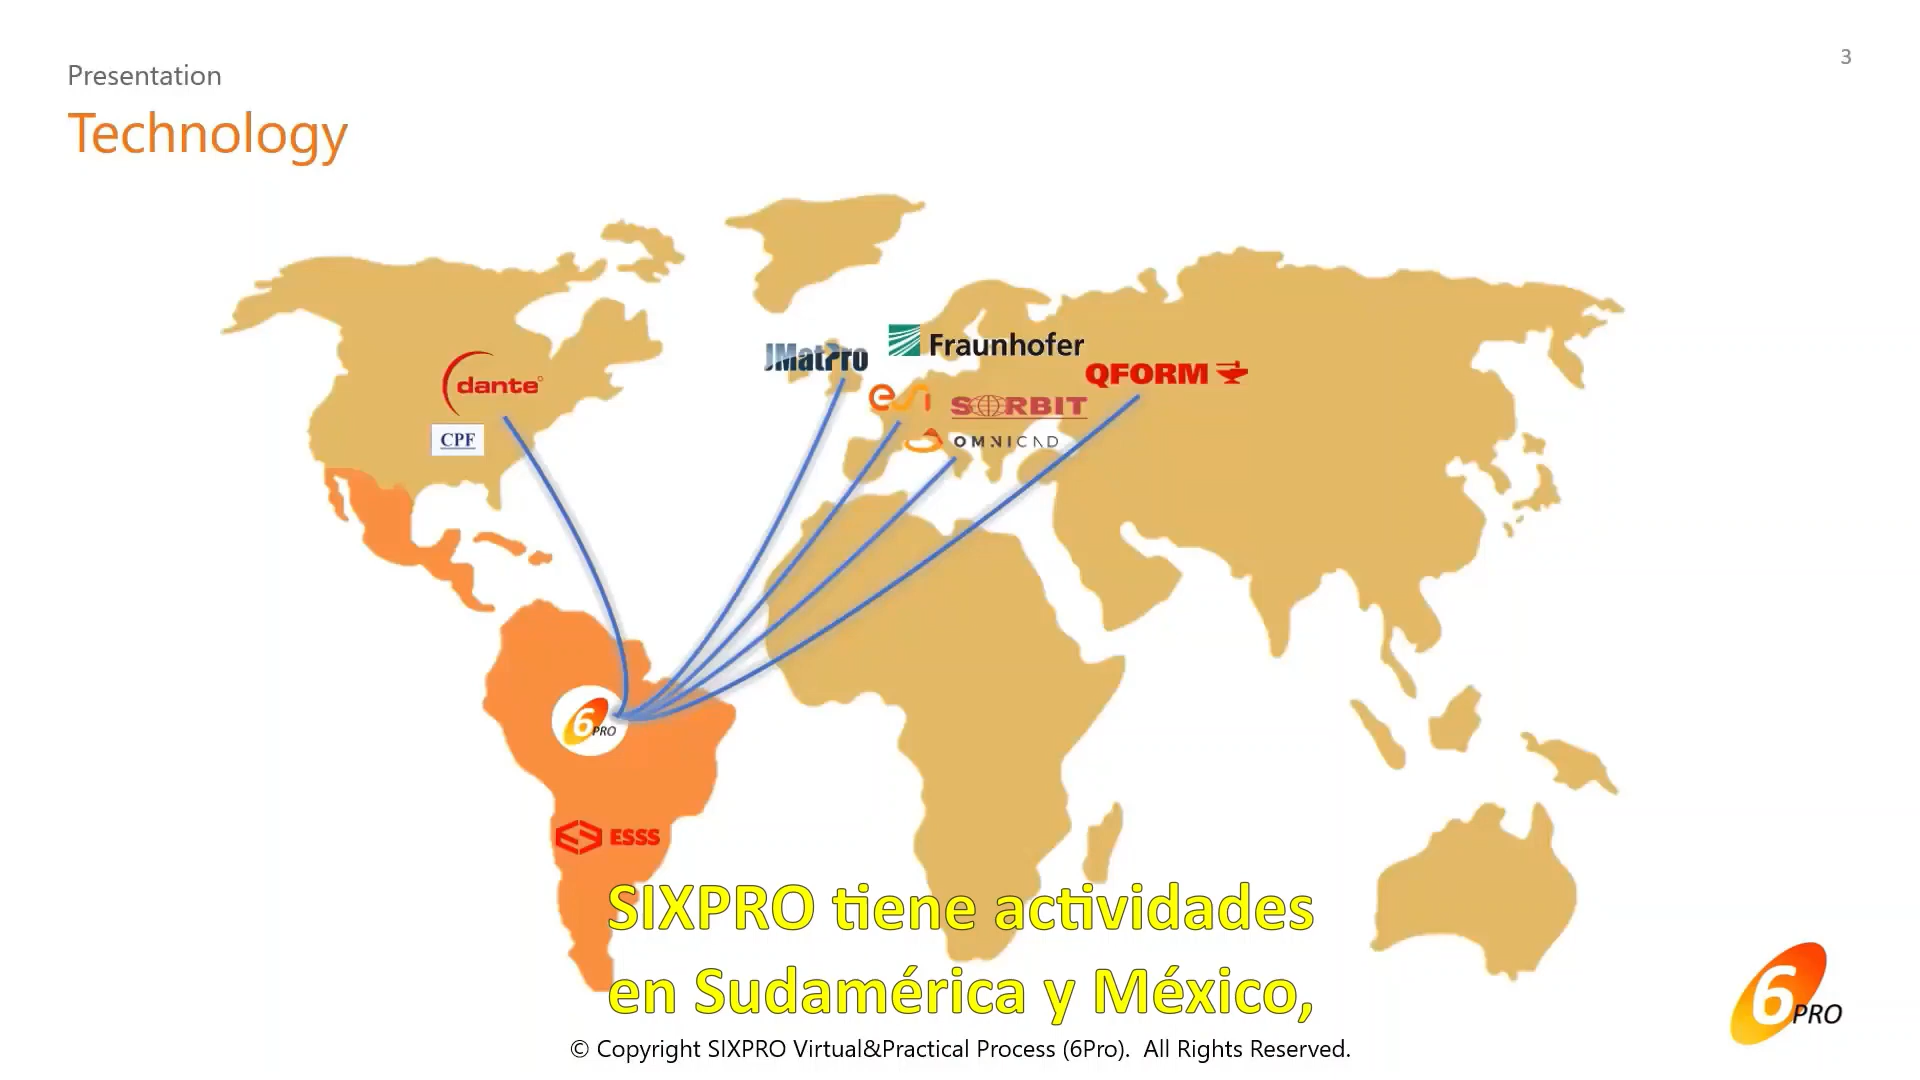 3
Presentation
Technology
JMatPro
Fraunhofer
QFORM
dante
esi
SORBIT
CPF
OMNICAD
6 PRO
ESSS
SIXPRO tiene actividades
en Sudamérica y México,
6 PRO
© Copyright SIXPRO Virtual&Practical Process (6Pro).  All Rights Reserved.